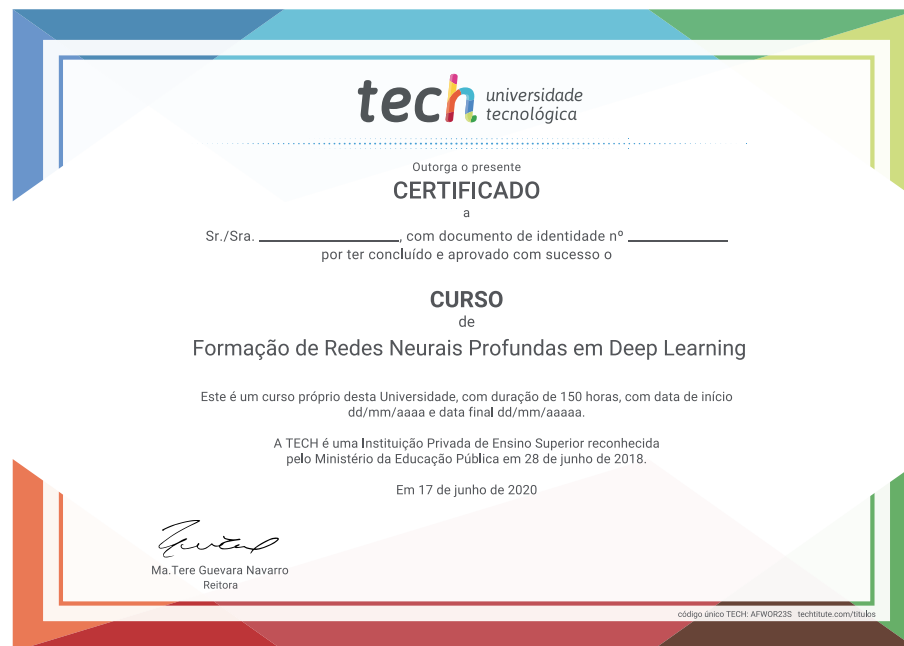 tech universidade
tecnológica
Outorga o presente
CERTIFICADO
a
Sr./Sra. ____________________, com documento de identidade nº ______________
por ter concluído e aprovado com sucesso o
CURSO
de
Formação de Redes Neurais Profundas em Deep Learning
Este é um curso próprio desta Universidade, com duração de 150 horas, com data de início
dd/mm/aaaa e data final dd/mm/aaaaa.
A TECH é uma Instituição Privada de Ensino Superior reconhecida
pelo Ministério da Educação Pública em 28 de junho de 2018.
Em 17 de junho de 2020
Ma.Tere Guevara Navarro
Reitora
código único TECH: AFWOR23S techtitute.com/titulos